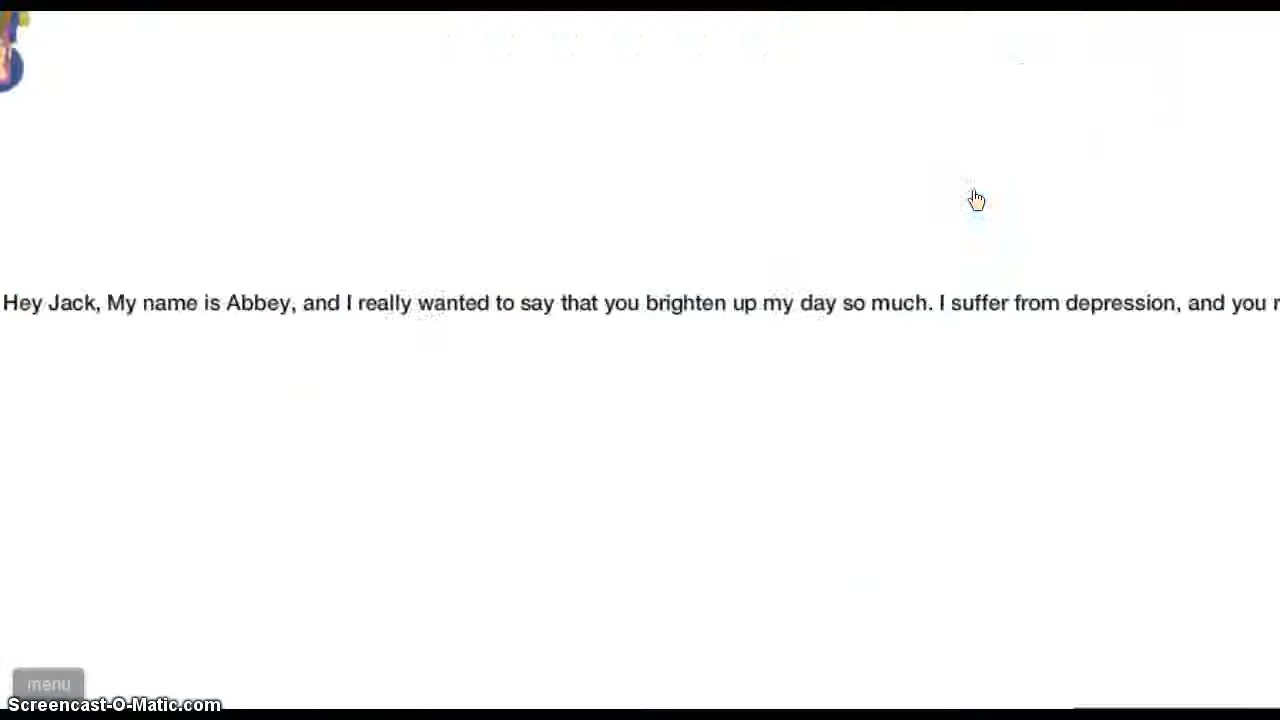 Hey Jack, My name is Abbey, and I really wanted to say that you brighten up my day so much. I suffer from depression, and you
menu
Screencast-O-Matic.com